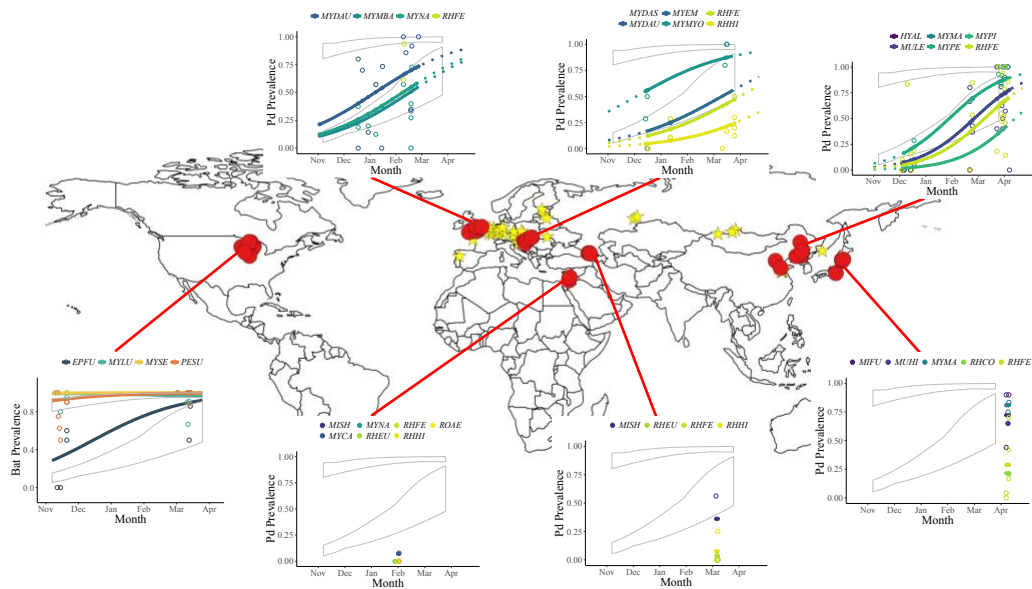 MYDAU MYMBA MYNA RHFE
Pd Prevalence
1.00
0.75
0.50
0.25
0.00
Nov Dec Jan Feb Mar Apr
Month
MYDAS MYEM RHFE
MYDAU MYMYO RHHI
Pd Prevalence
1.00
0.75
0.50
0.25
0.00
Nov Dec Jan Feb Mar Apr
Month
HYAL MYMA MYPI
MULE MYPE RHFE
Pd Prevalence
1.00
0.75
0.50
0.25
0.00
Nov Dec Jan Feb Mar Apr
Month
EPFU MYLU MYSE PESU
Bat Prevalence
0.8
0.4
0.0
Nov Dec Jan Feb Mar Apr
Month
MISH MYNA RHFE ROAE
MYCA RHEU RHHI
Pd Prevalence
1.00
0.75
0.50
0.25
0.00
Nov Dec Jan Feb Mar Apr
Month
MISH RHEU RHFE RHHI
Pd Prevalence
1.00
0.75
0.50
0.25
0.00
Nov Dec Jan Feb Mar Apr
Month
MIFU MUHI MYMA RHCO RHFE
Pd Prevalence
1.00
0.75
0.50
0.25
0.00
Nov Dec Jan Feb Mar Apr
Month